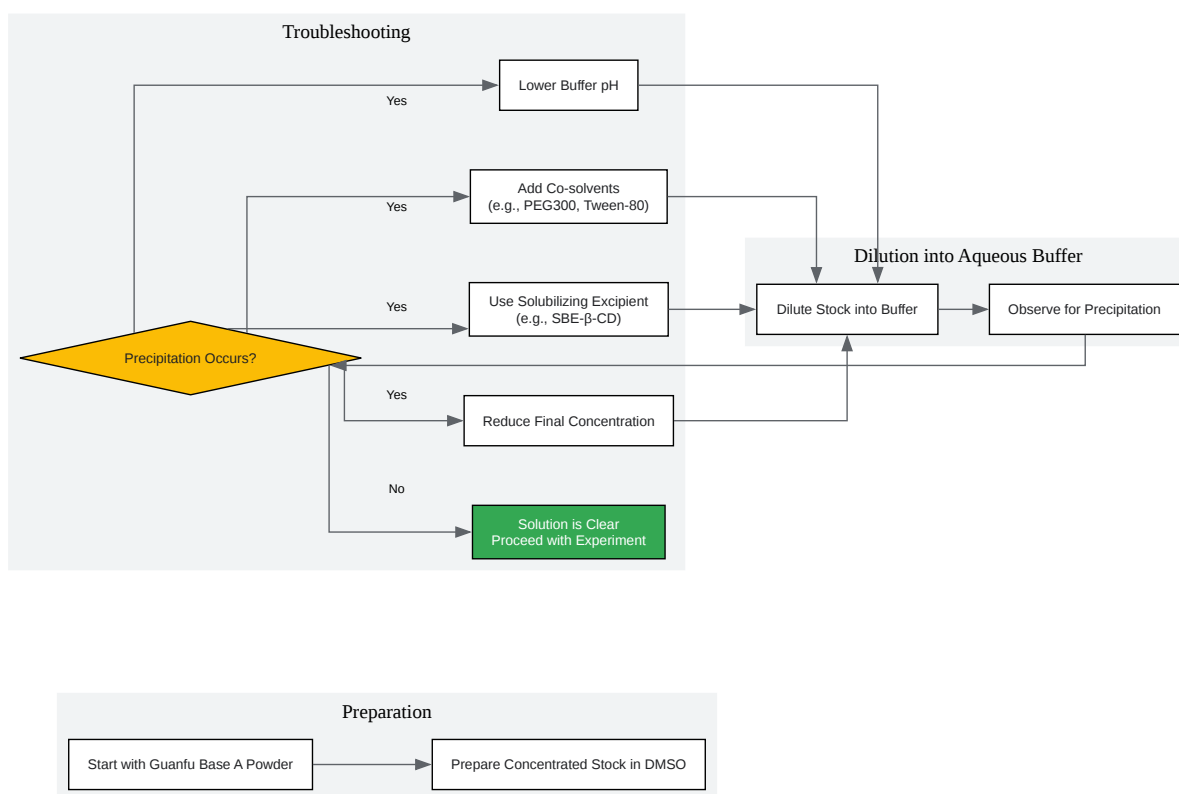 Troubleshooting
Lower Buffer pH
Yes
Add Co-solvents
(e.g., PEG300, Tween-80)
Yes
Dilution into Aqueous Buffer
Use Solubilizing Excipient
(e.g., SBE-β-CD)
Yes
Dilute Stock into Buffer
Observe for Precipitation
Precipitation Occurs?
Yes
Reduce Final Concentration
No
Solution is Clear
Proceed with Experiment
Preparation
Start with Guanfu Base A Powder
Prepare Concentrated Stock in DMSO